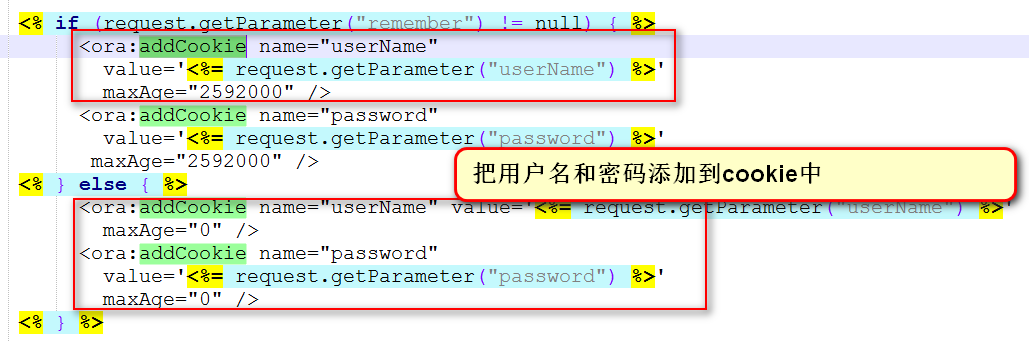 <% if (request.getParameter("remember") != null) { %>
<ora:addCookie name="userName"
value='<%= request.getParameter("userName") %>'
maxAge="2592000" />
<ora:addCookie name="password"
value='<%= request.getParameter("password") %>'
maxAge="2592000" />
把用户名和密码添加到cookie中
<% } else { %>
<ora:addCookie name="userName" value='<%= request.getParameter("userName") %>'
maxAge="0" />
<ora:addCookie name="password"
value='<%= request.getParameter("password") %>'
maxAge="0" />
<% } %>